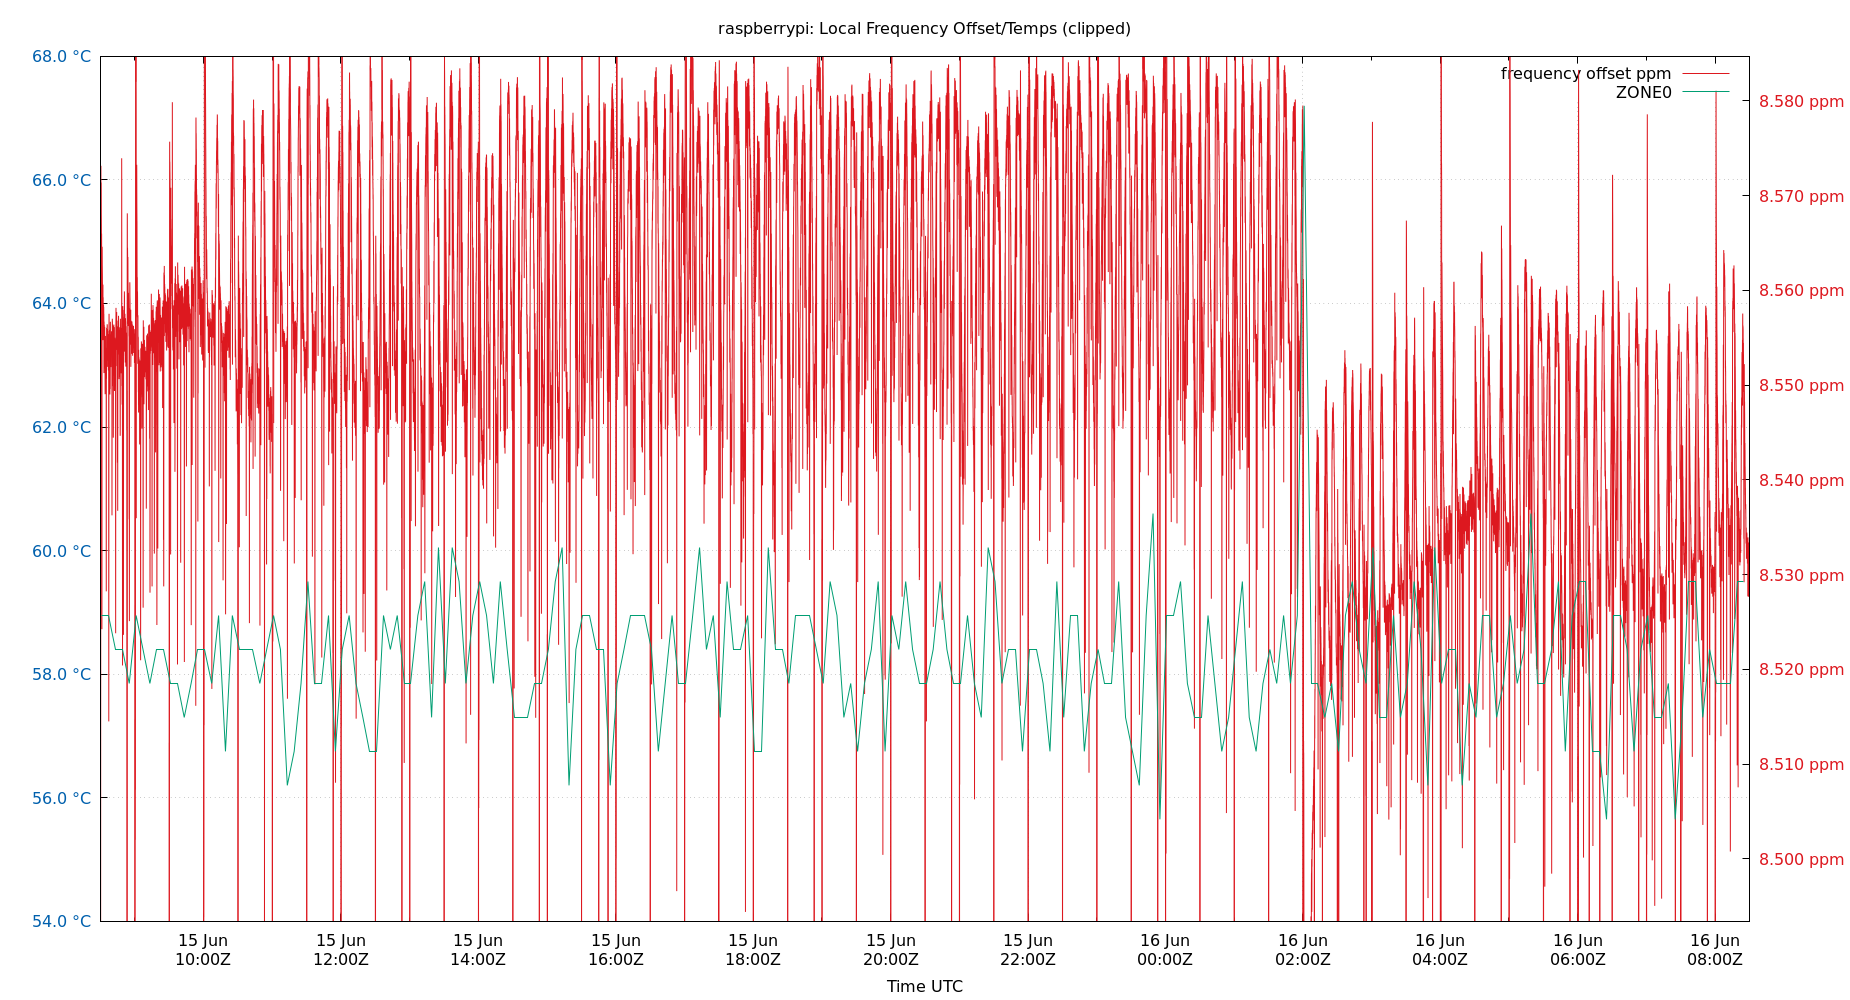 raspberrypi: Local Frequency Offset/Temps (clipped)
frequency offset ppm
ZONE0
68.0 °C
66.0 °C
64.0 °C
62.0 °C
60.0 °C
58.0 °C
56.0 °C
54.0 °C
8.580 ppm
8.570 ppm
8.560 ppm
8.550 ppm
8.540 ppm
8.530 ppm
8.520 ppm
8.510 ppm
8.500 ppm
15 Jun
10:00Z
15 Jun
12:00Z
15 Jun
14:00Z
15 Jun
16:00Z
15 Jun
18:00Z
15 Jun
20:00Z
15 Jun
22:00Z
16 Jun
00:00Z
16 Jun
02:00Z
16 Jun
04:00Z
16 Jun
06:00Z
16 Jun
08:00Z
Time UTC